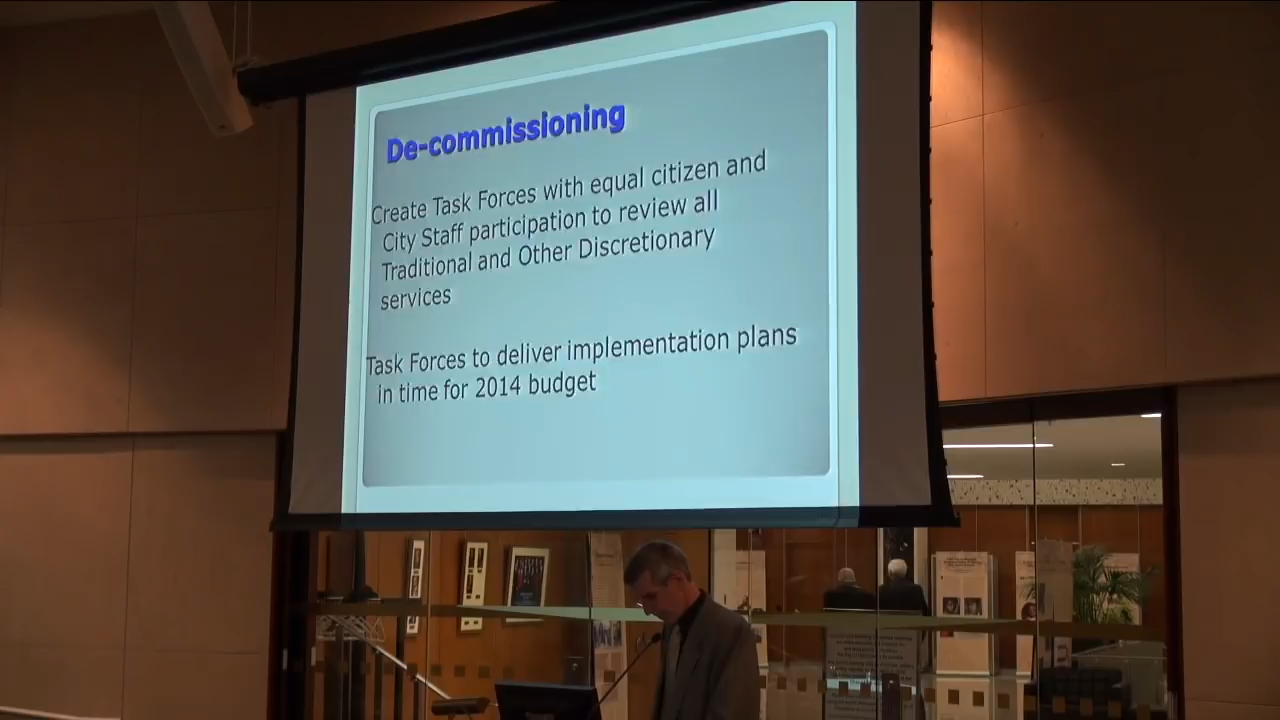 De-commissioning
Create Task Forces with equal citizen and
City Staff participation to review all
Traditional and Other Discretionary
services
Task Forces to deliver implementation plans
in time for 2014 budget